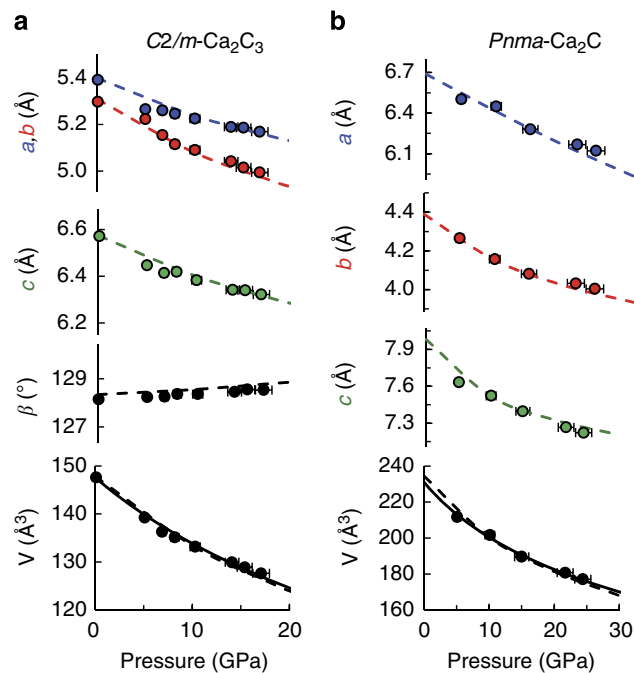 a
C2/m-Ca₂C₃
5.4
5.2
5.0
a,b (Å)
6.6
6.4
6.2
c (Å)
129
127
β (°)
150
140
130
120
V (Å³)
0
10
20
Pressure (GPa)
b
Pnma-Ca₂C
6.7
6.4
6.1
a (Å)
4.4
4.2
4.0
b (Å)
7.9
7.6
7.3
c (Å)
240
220
200
180
160
V (Å³)
0
10
20
30
Pressure (GPa)